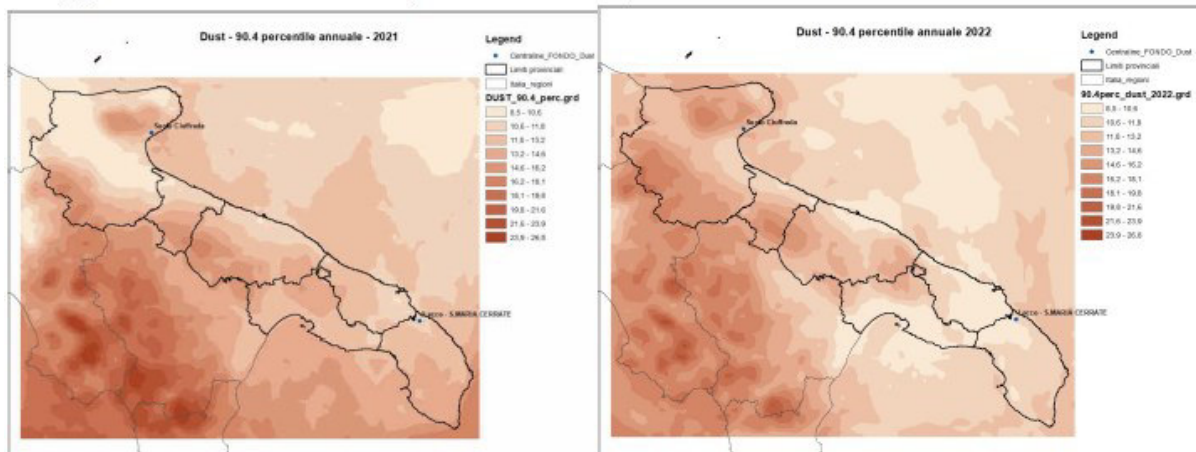 Dust - 90.4 percentile annuale - 2021
Legend
Centraline_FONDO_Dust
Limiti provinciali
Italia_regioni
DUST_90.4_perc.grd
8,5 - 10,6
10,6 - 11,8
11,8 - 13,2
13,2 - 14,6
14,6 - 16,2
16,2 - 18,1
18,1 - 19,8
19,8 - 21,6
21,6 - 23,9
23,9 - 26,8
Lecce - S.MARIA CERRATE
Dust - 90.4 percentile annuale 2022
Legend
Centraline_FONDO_Dust
Limiti provinciali
Italia_regioni
90.4perc_dust_2022.grd
8,5 - 10,6
10,6 - 11,8
11,8 - 13,2
13,2 - 14,6
14,6 - 16,2
16,2 - 18,1
18,1 - 19,8
19,8 - 21,6
21,6 - 23,9
23,9 - 26,8
Lecce - S.MARIA CERRATE